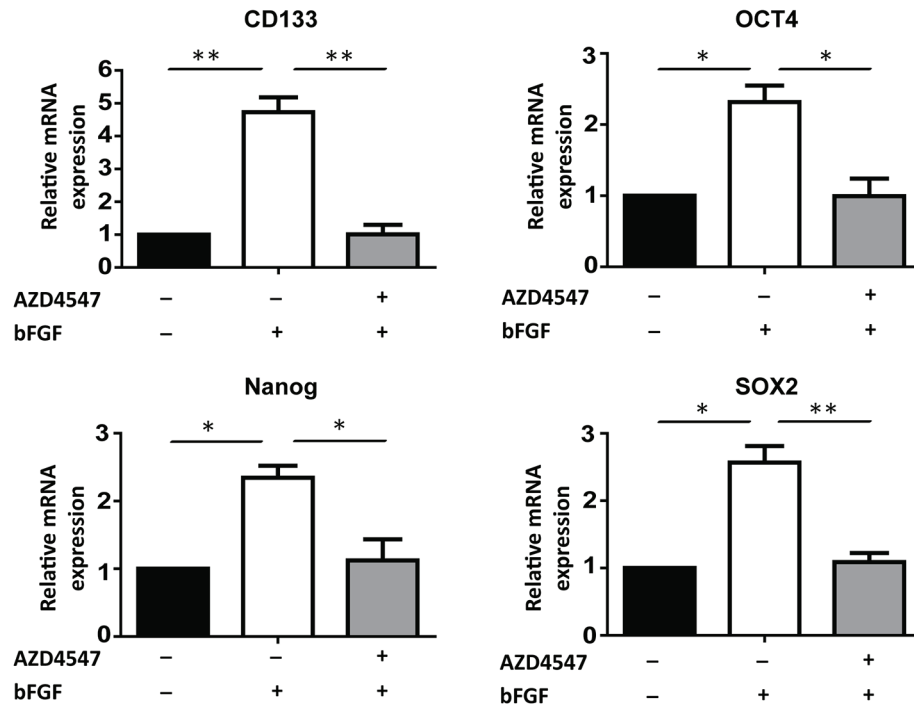 CD133
** **
Relative mRNA
expression
6
5
4
3
2
1
0
AZD4547 – – +
bFGF – + +
OCT4
* *
Relative mRNA
expression
3
2
1
0
AZD4547 – – +
bFGF – + +
Nanog
* *
Relative mRNA
expression
3
2
1
0
AZD4547 – – +
bFGF – + +
SOX2
* **
Relative mRNA
expression
3
2
1
0
AZD4547 – – +
bFGF – + +